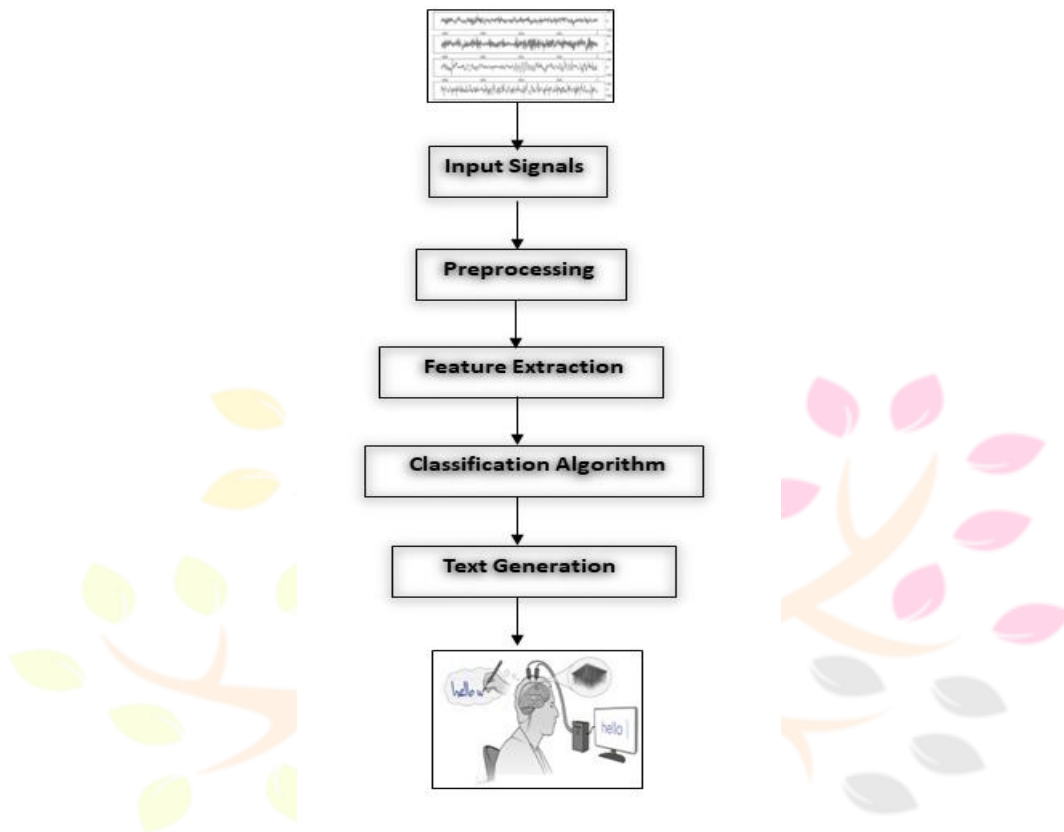 Input Signals
Preprocessing
Feature Extraction
Classification Algorithm
Text Generation
hello w
hello